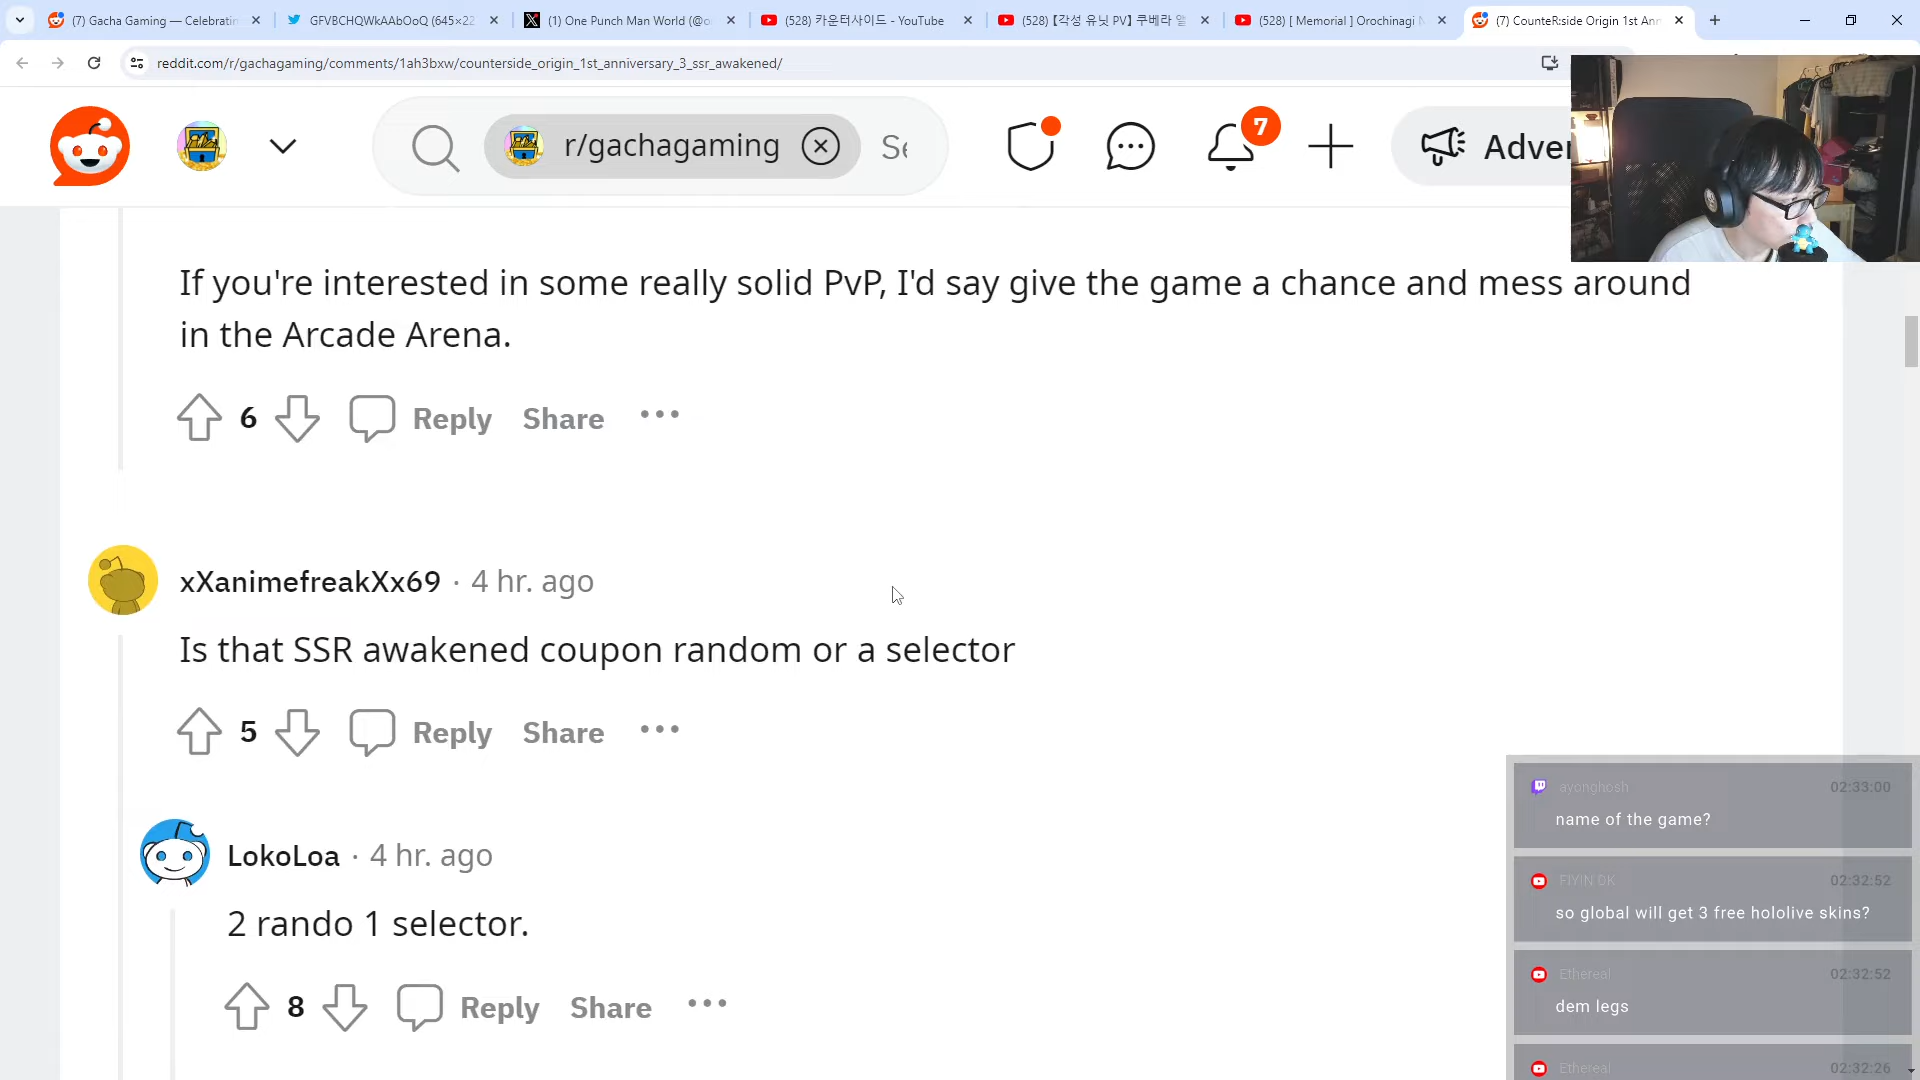 (7) Gacha Gaming — Celebratin
GFVBCHQWkAAbOoQ (645×22
(1) One Punch Man World (@o
(528) 카운터사이드 - YouTube
(528) 【각성 유닛 PV】 쿠베라 엘
(528) [ Memorial ] Orochinagi N
(7) CounteR:side Origin 1st Ann
reddit.com/r/gachagaming/comments/1ah3bxw/counterside_origin_1st_anniversary_3_ssr_awakened/
r/gachagaming
Se
7
Adver
If you're interested in some really solid PvP, I'd say give the game a chance and mess around
in the Arcade Arena.
6 Reply Share
xXanimefreakXx69 · 4 hr. ago
Is that SSR awakened coupon random or a selector
5 Reply Share
LokoLoa · 4 hr. ago
2 rando 1 selector.
8 Reply Share
ayonghosh 02:33:00
name of the game?
FIYIN DK 02:32:52
so global will get 3 free hololive skins?
Ethereal 02:32:52
dem legs
Ethereal 02:32:26